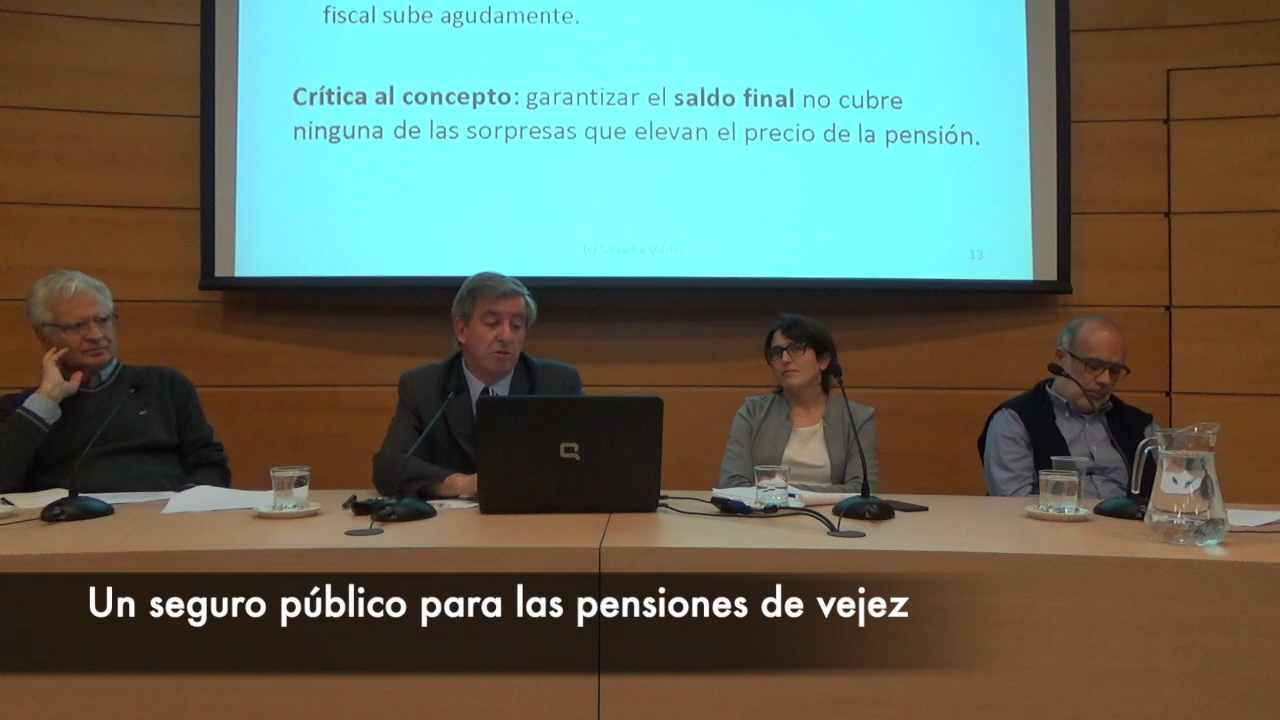 fiscal sube agudamente.
Crítica al concepto: garantizar el saldo final no cubre
ninguna de las sorpresas que elevan el precio de la pensión.
(c) Salvador Valdés
13
Un seguro público para las pensiones de vejez